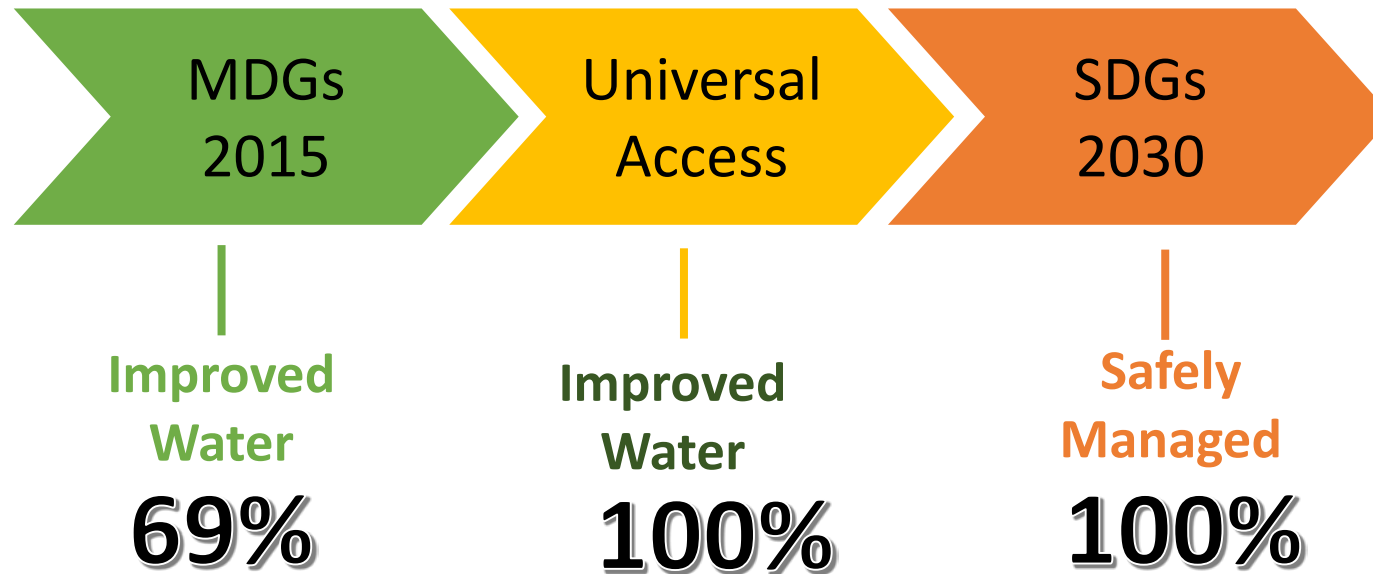 MDGs
2015
Universal
Access
SDGs
2030
Improved
Water
69%
Improved
Water
100%
Safely
Managed
100%